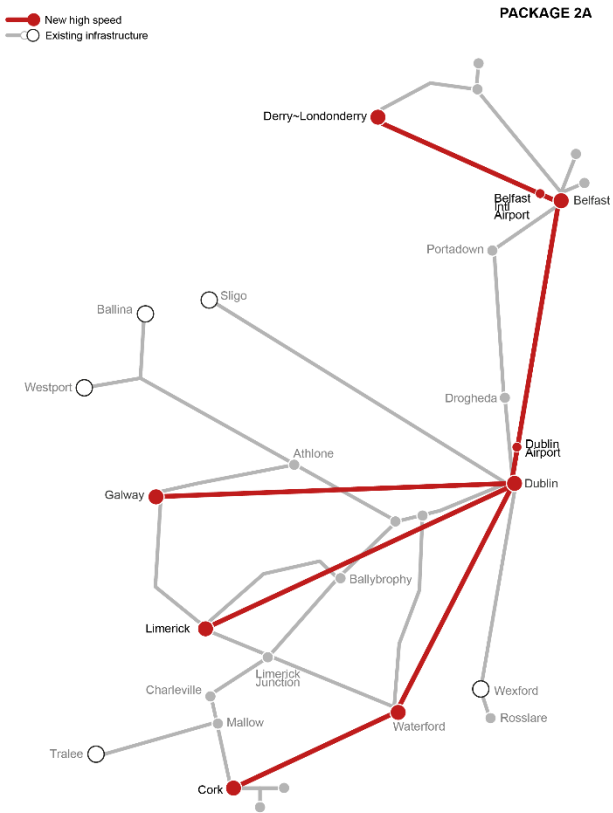 PACKAGE 2A
New high speed
Existing infrastructure
Derry~Londonderry
Belfast
Intl
Airport
Belfast
Portadown
Sligo
Ballina
Westport
Drogheda
Dublin
Airport
Athlone
Galway
Dublin
Ballybrophy
Limerick
Limerick
Junction
Charleville
Wexford
Mallow
Rosslare
Waterford
Tralee
Cork